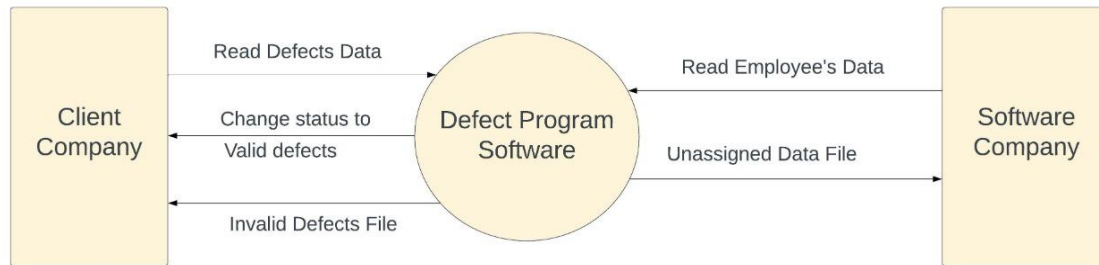 Client
Company
Read Defects Data
Change status to
Valid defects
Invalid Defects File
Defect Program
Software
Read Employee's Data
Unassigned Data File
Software
Company